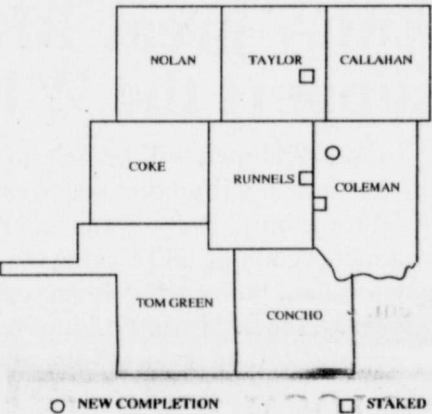 NOLAN TAYLOR CALLAHAN
COKE RUNNELS COLEMAN
TOM GREEN CONCHO
NEW COMPLETION STAKED